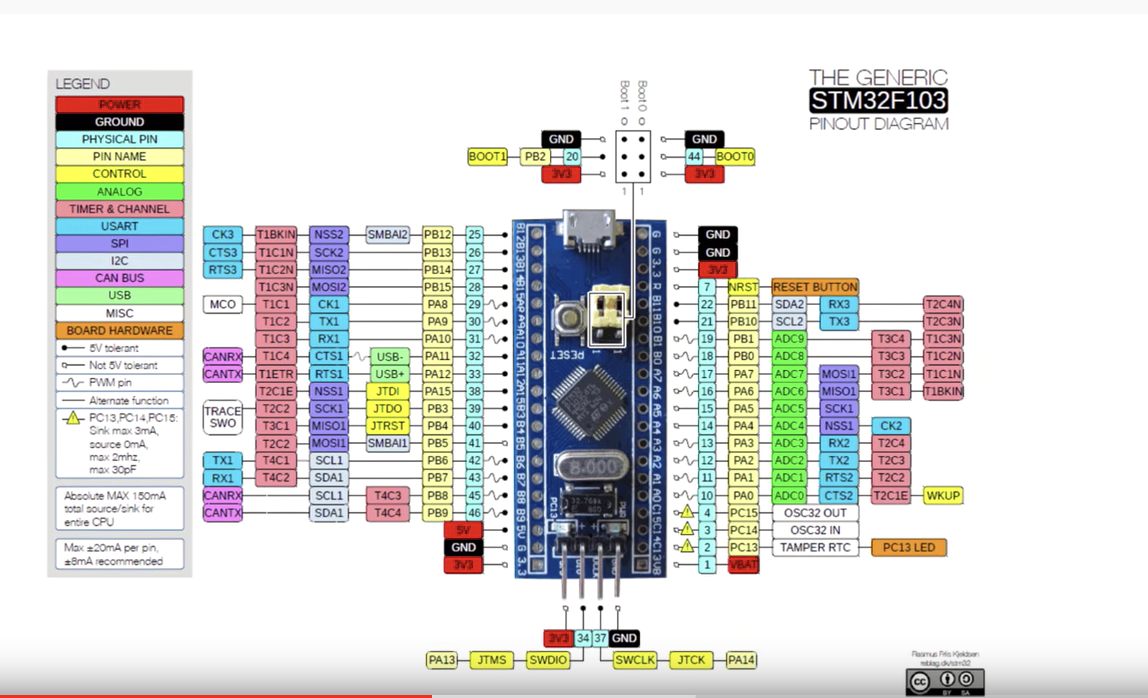 THE GENERIC
STM32F103
PINOUT DIAGRAM
LEGEND
POWER
GROUND
PHYSICAL PIN
PIN NAME
CONTROL
ANALOG
TIMER & CHANNEL
USART
SPI
I2C
CAN BUS
USB
MISC
BOARD HARDWARE
5V tolerant
Not 5V tolerant
PWM pin
Alternate function
PC13,PC14,PC15:
Sink max 3mA,
source 0mA,
max 2mhz,
max 30pF
Absolute MAX 150mA
total source/sink for
entire CPU
Max ±20mA per pin,
±8mA recommended
Boot 1 Boot 0
GND GND
BOOT1 PB2 20 44 BOOT0
3V3 3V3
1 1
CK3 T1BKIN NSS2 SMBAI2 PB12 25
CTS3 T1C1N SCK2 PB13 26
RTS3 T1C2N MISO2 PB14 27
T1C3N MOSI2 PB15 28
MCO T1C1 CK1 PA8 29
T1C2 TX1 PA9 30
T1C3 RX1 PA10 31
CANRX T1C4 CTS1 USB- PA11 32
CANTX T1ETR RTS1 USB+ PA12 33
T2C1E NSS1 JTDI PA15 38
TRACE
SWO
T2C2 SCK1 JTDO PB3 39
T3C1 MISO1 JTRST PB4 40
T2C2 MOSI1 SMBAI1 PB5 41
TX1 T4C1 SCL1 PB6 42
RX1 T4C2 SDA1 PB7 43
CANRX SCL1 T4C3 PB8 45
CANTX SDA1 T4C4 PB9 46
5V
GND
3V3
GND
GND
3V3
7 NRST RESET BUTTON
22 PB11 SDA2 RX3 T2C4N
21 PB10 SCL2 TX3 T2C3N
19 PB1 ADC9 T3C4 T1C3N
18 PB0 ADC8 T3C3 T1C2N
17 PA7 ADC7 MOSI1 T3C2 T1C1N
16 PA6 ADC6 MISO1 T3C1 T1BKIN
15 PA5 ADC5 SCK1
14 PA4 ADC4 NSS1 CK2
13 PA3 ADC3 RX2 T2C4
12 PA2 ADC2 TX2 T2C3
11 PA1 ADC1 RTS2 T2C2
10 PA0 ADC0 CTS2 T2C1E WKUP
4 PC15 OSC32 OUT
3 PC14 OSC32 IN
2 PC13 TAMPER RTC PC13 LED
1 VBAT
RESET
8.000
PC13
3V3 34 37 GND
PA13 JTMS SWDIO SWCLK JTCK PA14
reblag.dk/stm32
CC BY SA